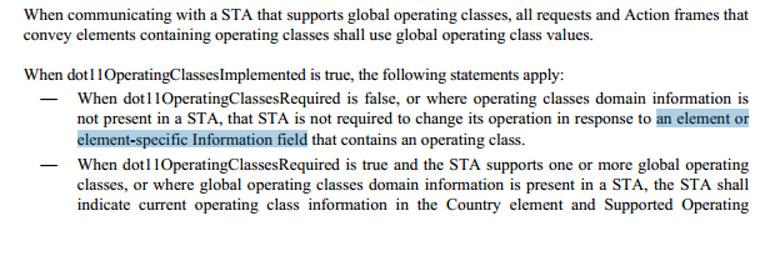 When communicating with a STA that supports global operating classes, all requests and Action frames that
convey elements containing operating classes shall use global operating class values.
When dot11OperatingClassesImplemented is true, the following statements apply:
— When dot11OperatingClassesRequired is false, or where operating classes domain information is
not present in a STA, that STA is not required to change its operation in response to an element or
element-specific Information field that contains an operating class.
— When dot11OperatingClassesRequired is true and the STA supports one or more global operating
classes, or where global operating classes domain information is present in a STA, the STA shall
indicate current operating class information in the Country element and Supported Operating